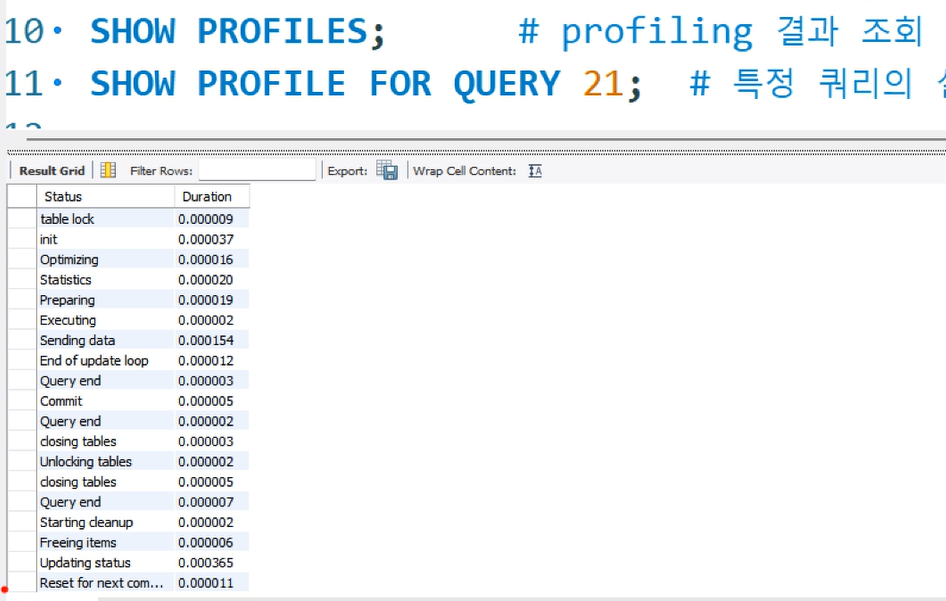 10 SHOW PROFILES; # profiling 결과 조회
11 SHOW PROFILE FOR QUERY 21; # 특정 쿼리의
Result Grid Filter Rows: Export: Wrap Cell Content:
Status Duration
table lock 0.000009
init 0.000037
Optimizing 0.000016
Statistics 0.000020
Preparing 0.000019
Executing 0.000002
Sending data 0.000154
End of update loop 0.000012
Query end 0.000003
Commit 0.000005
Query end 0.000002
closing tables 0.000003
Unlocking tables 0.000002
closing tables 0.000005
Query end 0.000007
Starting cleanup 0.000002
Freeing items 0.000006
Updating status 0.000365
Reset for next com... 0.000011